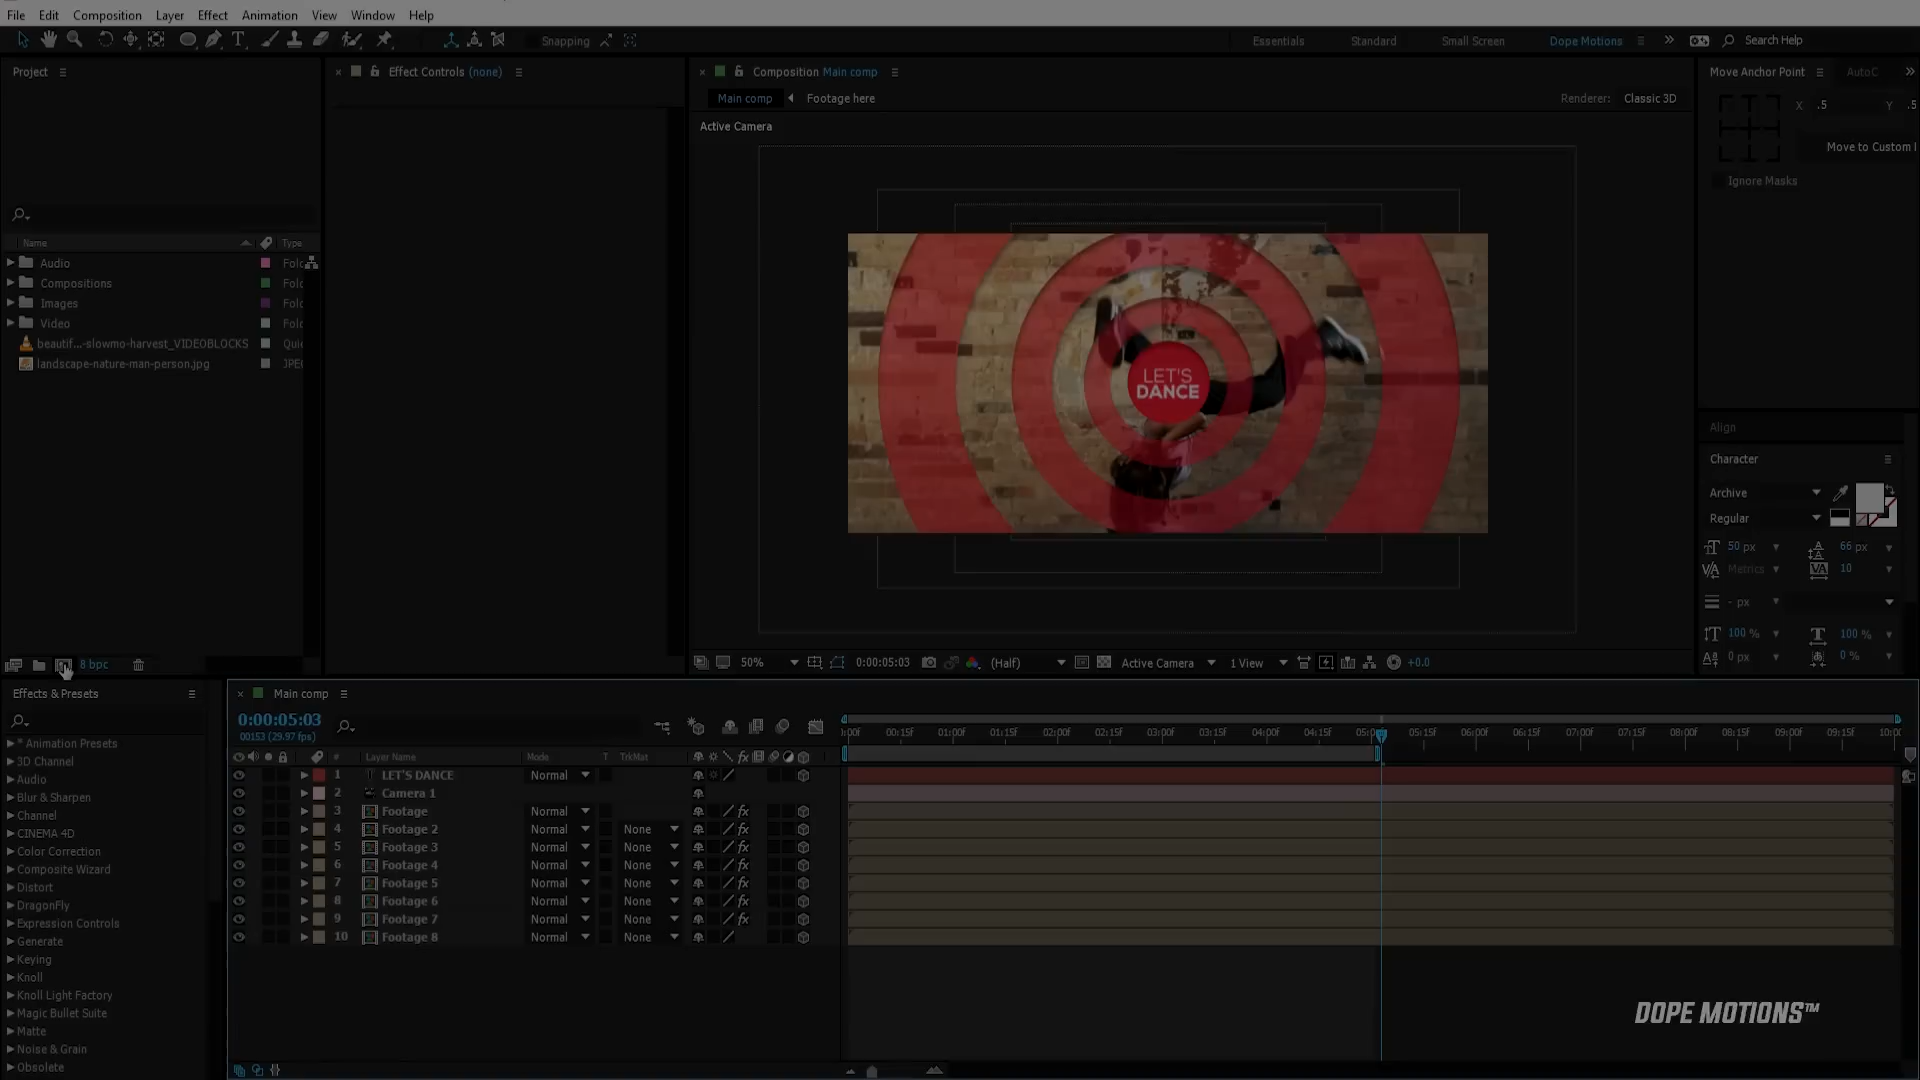 File Edit Composition Layer Effect Animation View Window Help
Snapping
Essentials Standard Small Screen Dope Motions Search Help
Project
Effect Controls (none)
Composition Main comp
Move Anchor Point AutoC
Main comp Footage here
Renderer: Classic 3D
X .5 Y .5
Active Camera
Move to Custom
Ignore Masks
Name Type
Audio Folc
Compositions Folc
Images Folc
Video Folc
beautif...-slowmo-harvest_VIDEOBLOCKS Quic
landscape-nature-man-person.jpg JPEC
LET'S
DANCE
Align
Character
Archive
Regular
50 px 66 px
Metrics 10
- px
100 % 100 %
0 px 0 %
8 bpc
50% 0:00:05:03 (Half) Active Camera 1 View +0.0
Effects & Presets
* Animation Presets
3D Channel
Audio
Blur & Sharpen
Channel
CINEMA 4D
Color Correction
Composite Wizard
Distort
DragonFly
Expression Controls
Generate
Keying
Knoll
Knoll Light Factory
Magic Bullet Suite
Matte
Noise & Grain
Obsolete
Main comp
0:00:05:03
00153 (29.97 fps)
:00f 00:15f 01:00f 01:15f 02:00f 02:15f 03:00f 03:15f 04:00f 04:15f 05:0 05:15f 06:00f 06:15f 07:00f 07:15f 08:00f 08:15f 09:00f 09:15f 10:0
# Layer Name Mode T TrkMat
1 LET'S DANCE Normal
2 Camera 1
3 Footage Normal
4 Footage 2 Normal None
5 Footage 3 Normal None
6 Footage 4 Normal None
7 Footage 5 Normal None
8 Footage 6 Normal None
9 Footage 7 Normal None
10 Footage 8 Normal None
DOPE MOTIONS™